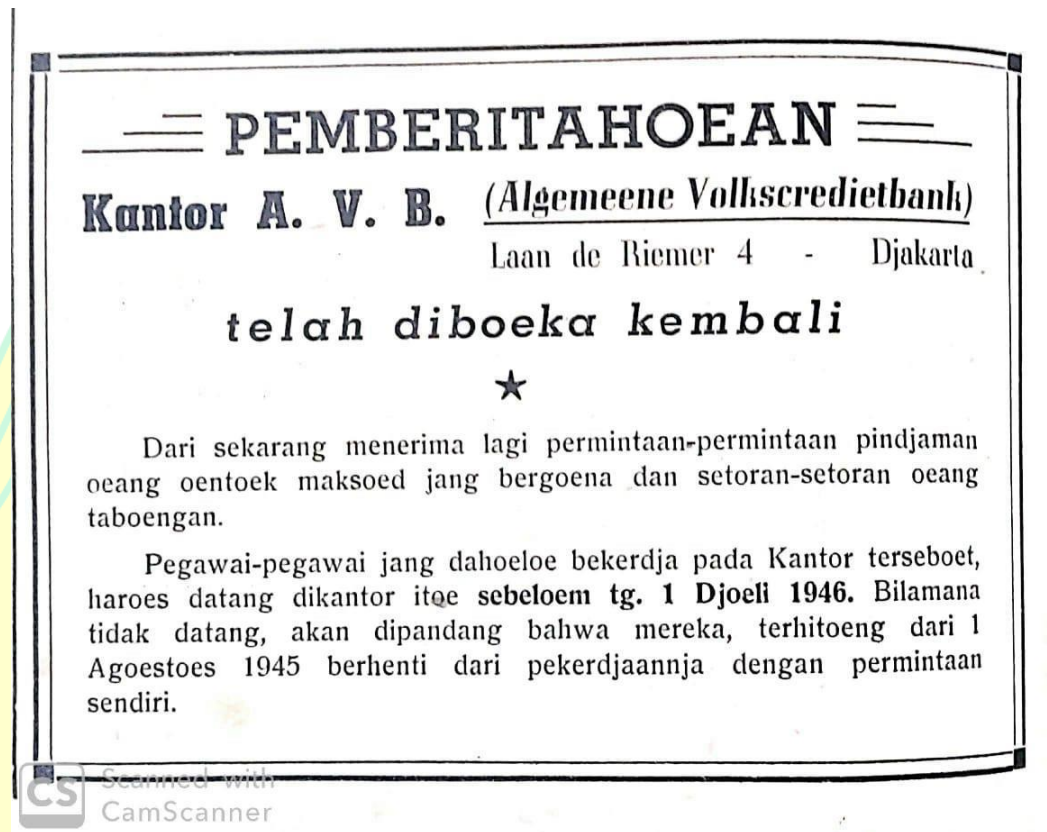 PEMBERITAHOEAN
Kantor A. V. B. (Algemeene Volkscredietbank)
Laan de Riemer 4 - Djakarta
telah diboeka kembali
Dari sekarang menerima lagi permintaan-permintaan pindjaman
oeang oentoek maksoed jang bergoena dan setoran-setoran oeang
taboengan.
Pegawai-pegawai jang dahoeloe bekerdja pada Kantor terseboet,
haroes datang dikantor itoe sebeloem tg. 1 Djoeli 1946. Bilamana
tidak datang, akan dipandang bahwa mereka, terhitoeng dari 1
Agoestoes 1945 berhenti dari pekerdjaannja dengan permintaan
sendiri.
CS Scanned with
CamScanner